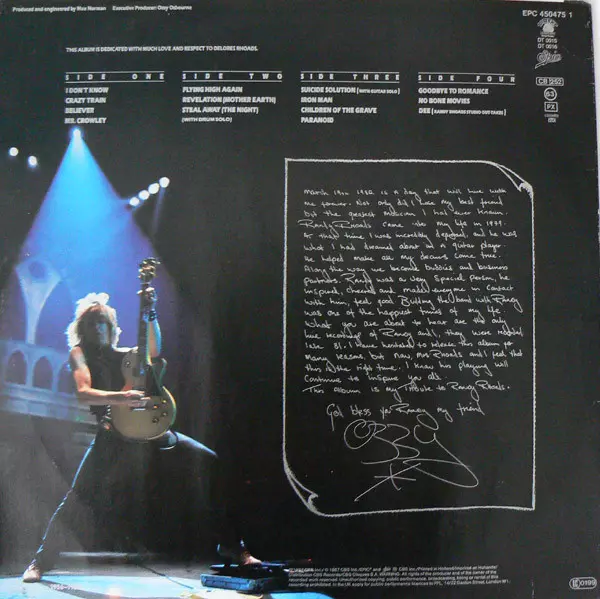 Produced and engineered by Max Norman Executive Producer: Ozzy Osbourne
EPC 450475 1
THIS ALBUM IS DEDICATED WITH MUCH LOVE AND RESPECT TO DELORES RHOADS.
SIDE ONE
I DON'T KNOW
CRAZY TRAIN
BELIEVER
MR. CROWLEY
SIDE TWO
FLYING HIGH AGAIN
REVELATION (MOTHER EARTH)
STEAL AWAY (THE NIGHT)
(WITH DRUM SOLO)
SIDE THREE
SUICIDE SOLUTION (WITH GUITAR SOLO)
IRON MAN
CHILDREN OF THE GRAVE
PARANOID
SIDE FOUR
GOODBYE TO ROMANCE
NO BONE MOVIES
DEE (RANDY RHOADS STUDIO OUT-TAKES)
DT 0515
DT 0516
Epic
CB 262
53
PX
March 19th 1982 is a day that will live with
me forever. Not only did I lose my best friend
but the greatest musician I had ever known.
Randy Rhoads came into my life in 1979.
At that time I was incredibly depressed, and he was
what I had dreamed about in a guitar player.
He helped make my dreams come true.
Along the way we became buddies and business
partners. Randy was a very special person, he
inspired, cheered and made everyone in contact
with him, feel good. Building the band with Randy
was one of the happiest times of my life.
What you are about to hear are the only
live recordings of Randy and I, they were recorded
late 81. I have hesitated to release this album for
many reasons, but now, Mrs Rhoads and I feel that
this is the right time. I know his playing will
continue to inspire you all.
This Album is my Tribute to Randy Rhoads.
God bless you Randy my friend
OZZY
1956-
0199